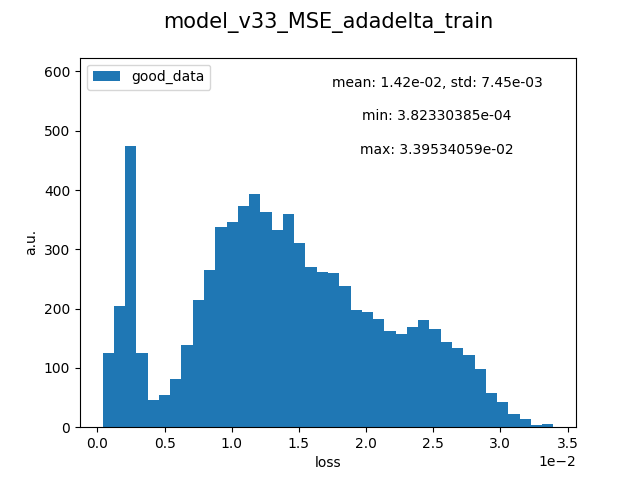 model_v33_MSE_adadelta_train
good_data
mean: 1.42e-02, std: 7.45e-03
min: 3.82330385e-04
max: 3.39534059e-02
a.u.
600
500
400
300
200
100
0
0.0 0.5 1.0 1.5 2.0 2.5 3.0 3.5
1e−2
loss